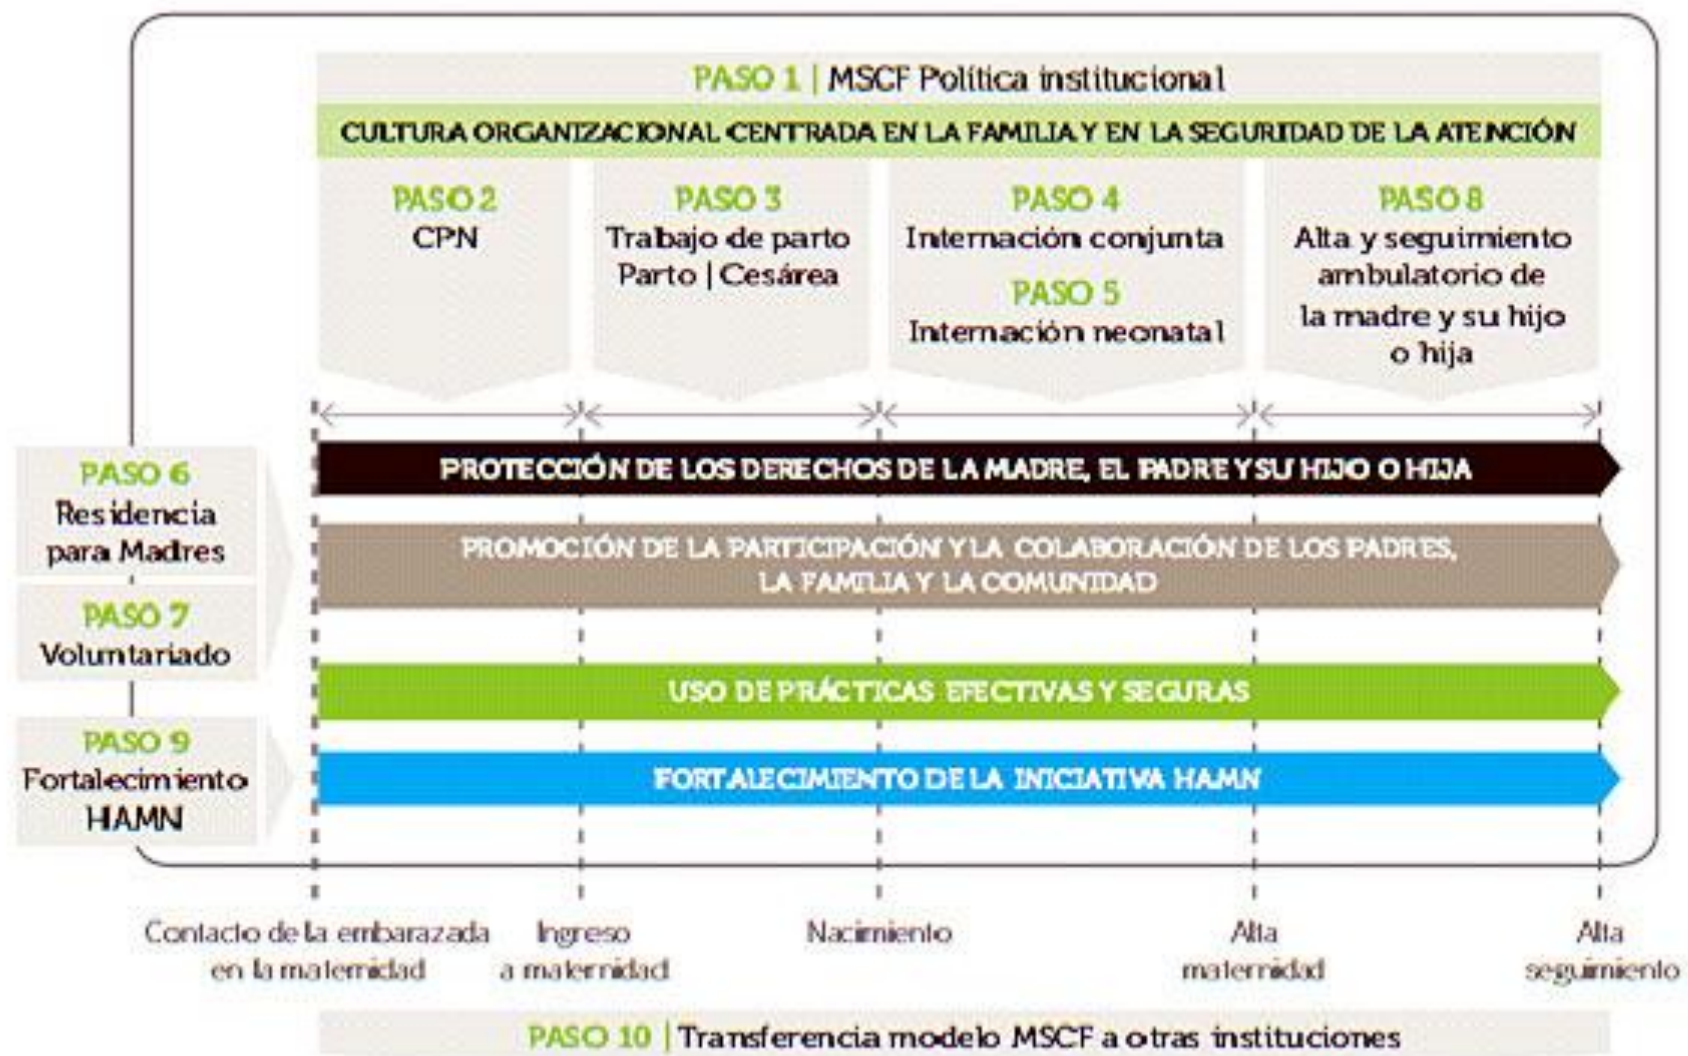 PASO 1 | MSCF Política institucional
CULTURA ORGANIZACIONAL CENTRADA EN LA FAMILIA Y EN LA SEGURIDAD DE LA ATENCIÓN
PASO 2
CPN
PASO 3
Trabajo de parto
Parto | Cesárea
PASO 4
Internación conjunta
PASO 5
Internación neonatal
PASO 8
Alta y seguimiento
ambulatorio de
la madre y su hijo
o hija
PASO 6
Residencia
para Madres
PASO 7
Voluntariado
PASO 9
Fortalecimiento
HAMN
PROTECCIÓN DE LOS DERECHOS DE LA MADRE, EL PADRE Y SU HIJO O HIJA
PROMOCIÓN DE LA PARTICIPACIÓN Y LA COLABORACIÓN DE LOS PADRES,
LA FAMILIA Y LA COMUNIDAD
USO DE PRÁCTICAS EFECTIVAS Y SEGURAS
FORTALECIMIENTO DE LA INICIATIVA HAMN
Contacto de la embarazada
en la maternidad
Ingreso
a maternidad
Nacimiento
Alta
maternidad
Alta
seguimiento
PASO 10 | Transferencia modelo MSCF a otras instituciones